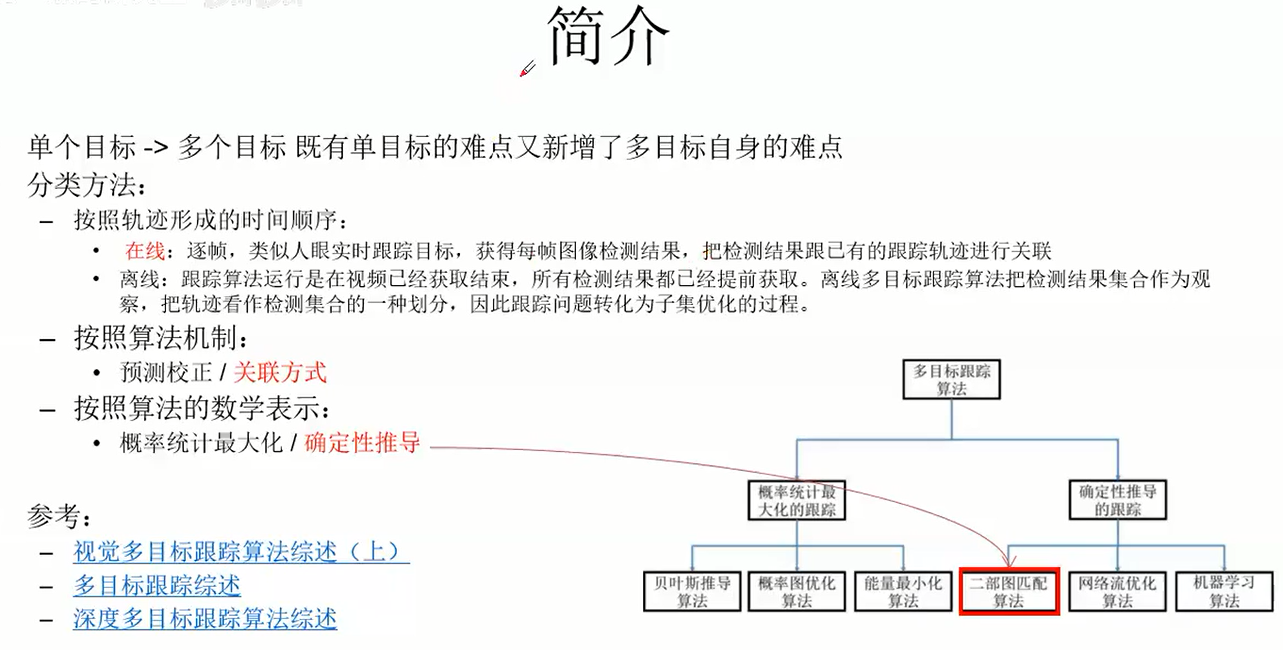 简介
单个目标 -> 多个目标 既有单目标的难点又新增了多目标自身的难点
分类方法：
– 按照轨迹形成的时间顺序：
• 在线：逐帧，类似人眼实时跟踪目标，获得每帧图像检测结果，把检测结果跟已有的跟踪轨迹进行关联
• 离线：跟踪算法运行是在视频已经获取结束，所有检测结果都已经提前获取。离线多目标跟踪算法把检测结果集合作为观
察，把轨迹看作检测集合的一种划分，因此跟踪问题转化为子集优化的过程。
– 按照算法机制：
• 预测校正 / 关联方式
– 按照算法的数学表示：
• 概率统计最大化 / 确定性推导
参考：
– 视觉多目标跟踪算法综述（上）
– 多目标跟踪综述
– 深度多目标跟踪算法综述
多目标跟踪
算法
概率统计最
大化的跟踪
确定性推导
的跟踪
贝叶斯推导
算法
概率图优化
算法
能量最小化
算法
二部图匹配
算法
网络流优化
算法
机器学习
算法